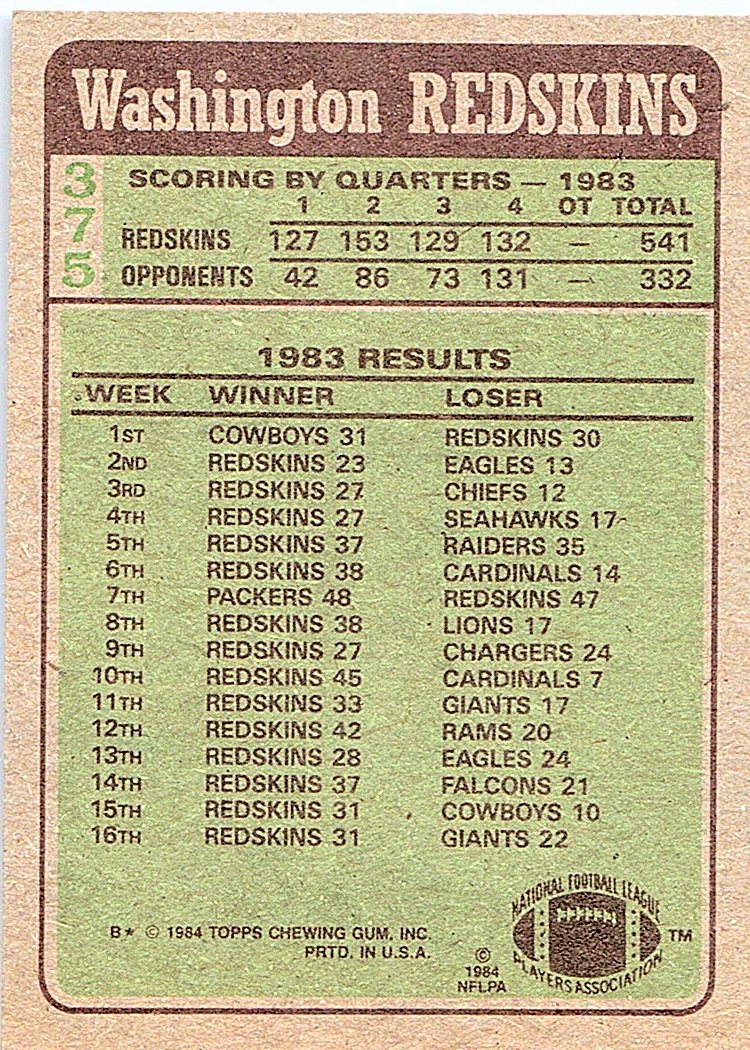 Washington REDSKINS
375
SCORING BY QUARTERS — 1983
1 2 3 4 OT TOTAL
REDSKINS 127 153 129 132 — 541
OPPONENTS 42 86 73 131 — 332
1983 RESULTS
WEEK WINNER LOSER
1ST COWBOYS 31 REDSKINS 30
2ND REDSKINS 23 EAGLES 13
3RD REDSKINS 27 CHIEFS 12
4TH REDSKINS 27 SEAHAWKS 17
5TH REDSKINS 37 RAIDERS 35
6TH REDSKINS 38 CARDINALS 14
7TH PACKERS 48 REDSKINS 47
8TH REDSKINS 38 LIONS 17
9TH REDSKINS 27 CHARGERS 24
10TH REDSKINS 45 CARDINALS 7
11TH REDSKINS 33 GIANTS 17
12TH REDSKINS 42 RAMS 20
13TH REDSKINS 28 EAGLES 24
14TH REDSKINS 37 FALCONS 21
15TH REDSKINS 31 COWBOYS 10
16TH REDSKINS 31 GIANTS 22
B* © 1984 TOPPS CHEWING GUM, INC.
PRTD. IN U.S.A.
© 1984 NFLPA
NATIONAL FOOTBALL LEAGUE
PLAYERS ASSOCIATION
TM